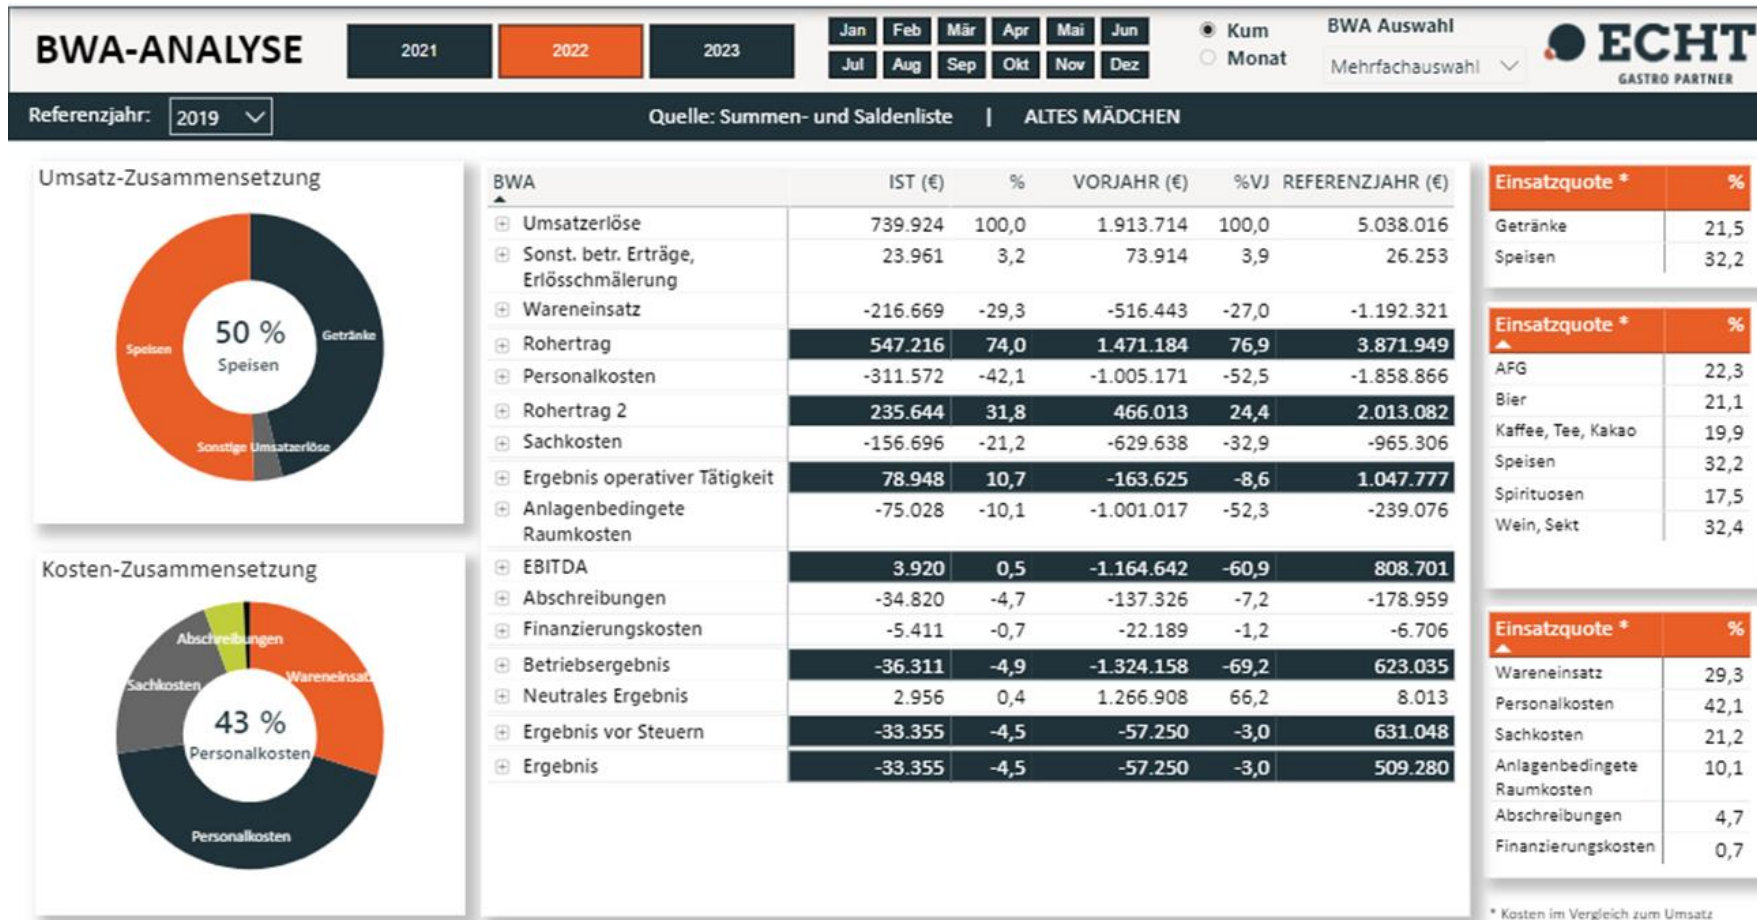 BWA-ANALYSE
2021
2022
2023
Jan Feb Mär Apr Mai Jun
Jul Aug Sep Okt Nov Dez
Kum
Monat
BWA Auswahl
Mehrfachauswahl
ECHT
GASTRO PARTNER
Referenzjahr: 2019
Quelle: Summen- und Saldenliste | ALTES MÄDCHEN
Umsatz-Zusammensetzung
Speisen
50 %
Speisen
Getränke
Sonstige Umsatzerlöse
Kosten-Zusammensetzung
Abschreibungen
Wareneinsatz
Sachkosten
43 %
Personalkosten
Personalkosten
BWA IST (€) % VORJAHR (€) %VJ REFERENZJAHR (€)
Umsatzerlöse 739.924 100,0 1.913.714 100,0 5.038.016
Sonst. betr. Erträge, 23.961 3,2 73.914 3,9 26.253
Erlösschmälerung
Wareneinsatz -216.669 -29,3 -516.443 -27,0 -1.192.321
Rohertrag 547.216 74,0 1.471.184 76,9 3.871.949
Personalkosten -311.572 -42,1 -1.005.171 -52,5 -1.858.866
Rohertrag 2 235.644 31,8 466.013 24,4 2.013.082
Sachkosten -156.696 -21,2 -629.638 -32,9 -965.306
Ergebnis operativer Tätigkeit 78.948 10,7 -163.625 -8,6 1.047.777
Anlagenbedingete -75.028 -10,1 -1.001.017 -52,3 -239.076
Raumkosten
EBITDA 3.920 0,5 -1.164.642 -60,9 808.701
Abschreibungen -34.820 -4,7 -137.326 -7,2 -178.959
Finanzierungskosten -5.411 -0,7 -22.189 -1,2 -6.706
Betriebsergebnis -36.311 -4,9 -1.324.158 -69,2 623.035
Neutrales Ergebnis 2.956 0,4 1.266.908 66,2 8.013
Ergebnis vor Steuern -33.355 -4,5 -57.250 -3,0 631.048
Ergebnis -33.355 -4,5 -57.250 -3,0 509.280
Einsatzquote * %
Getränke 21,5
Speisen 32,2
Einsatzquote * %
AFG 22,3
Bier 21,1
Kaffee, Tee, Kakao 19,9
Speisen 32,2
Spirituosen 17,5
Wein, Sekt 32,4
Einsatzquote * %
Wareneinsatz 29,3
Personalkosten 42,1
Sachkosten 21,2
Anlagenbedingete 10,1
Raumkosten
Abschreibungen 4,7
Finanzierungskosten 0,7
* Kosten im Vergleich zum Umsatz